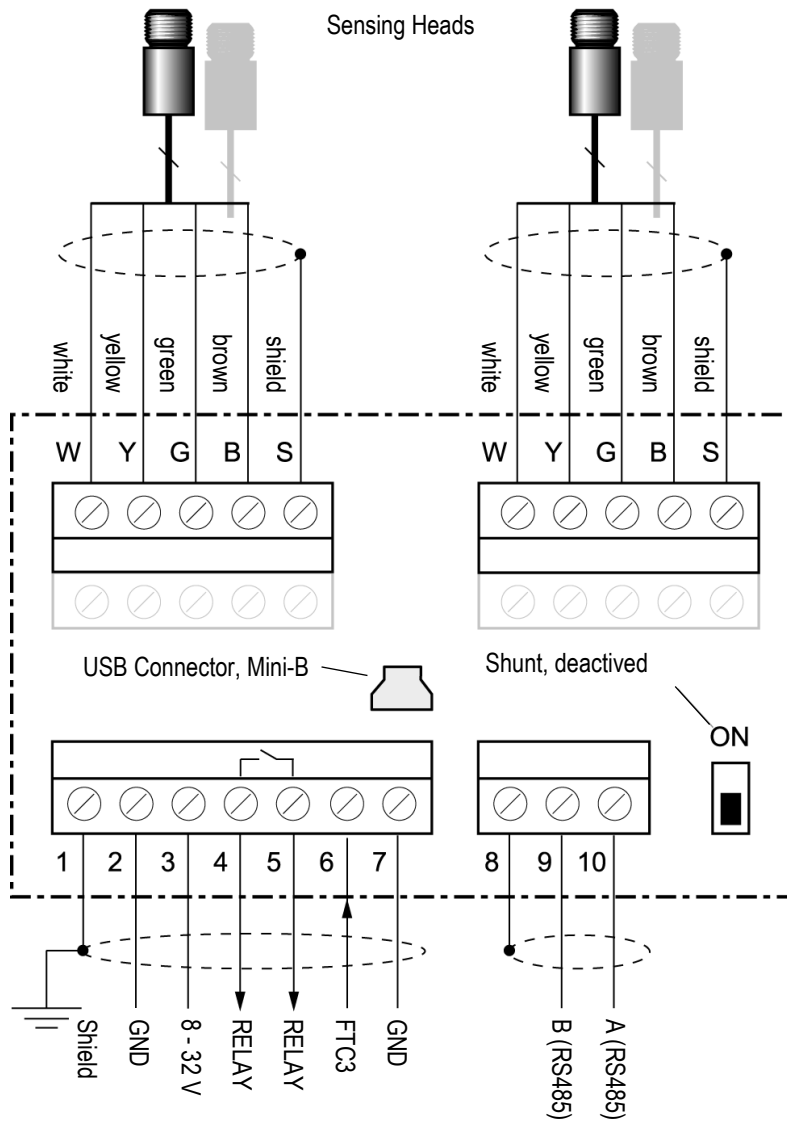 Sensing Heads
white yellow green brown shield
white yellow green brown shield
W Y G B S
W Y G B S
USB Connector, Mini-B
Shunt, deactived
ON
1 2 3 4 5 6 7
8 9 10
Shield
GND
8 - 32 V
RELAY
RELAY
FTC3
GND
B (RS485)
A (RS485)